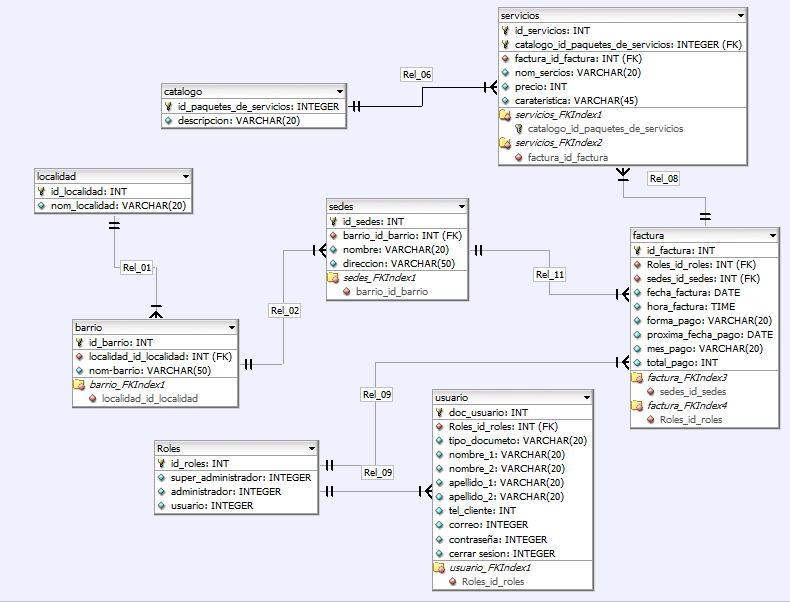 servicios
id_servicios: INT
catalogo_id_paquetes_de_servicios: INTEGER (FK)
factura_id_factura: INT (FK)
nom_sercios: VARCHAR(20)
precio: INT
carateristica: VARCHAR(45)
servicios_FKIndex1
catalogo_id_paquetes_de_servicios
servicios_FKIndex2
factura_id_factura
Rel_06
catalogo
id_paquetes_de_servicios: INTEGER
descripcion: VARCHAR(20)
localidad
id_localidad: INT
nom_localidad: VARCHAR(20)
Rel_08
sedes
id_sedes: INT
barrio_id_barrio: INT (FK)
nombre: VARCHAR(20)
direccion: VARCHAR(50)
sedes_FKIndex1
barrio_id_barrio
factura
id_factura: INT
Roles_id_roles: INT (FK)
sedes_id_sedes: INT (FK)
fecha_factura: DATE
hora_factura: TIME
forma_pago: VARCHAR(20)
proxima_fecha_pago: DATE
mes_pago: VARCHAR(20)
total_pago: INT
factura_FKIndex3
sedes_id_sedes
factura_FKIndex4
Roles_id_roles
Rel_01
Rel_11
Rel_02
barrio
id_barrio: INT
localidad_id_localidad: INT (FK)
nom-barrio: VARCHAR(50)
barrio_FKIndex1
localidad_id_localidad
Rel_09
usuario
doc_usuario: INT
Roles_id_roles: INT (FK)
tipo_documeto: VARCHAR(20)
nombre_1: VARCHAR(20)
nombre_2: VARCHAR(20)
apellido_1: VARCHAR(20)
apellido_2: VARCHAR(20)
tel_cliente: INT
correo: INTEGER
contraseña: INTEGER
cerrar sesion: INTEGER
usuario_FKIndex1
Roles_id_roles
Roles
id_roles: INT
super_administrador: INTEGER
administrador: INTEGER
usuario: INTEGER
Rel_09